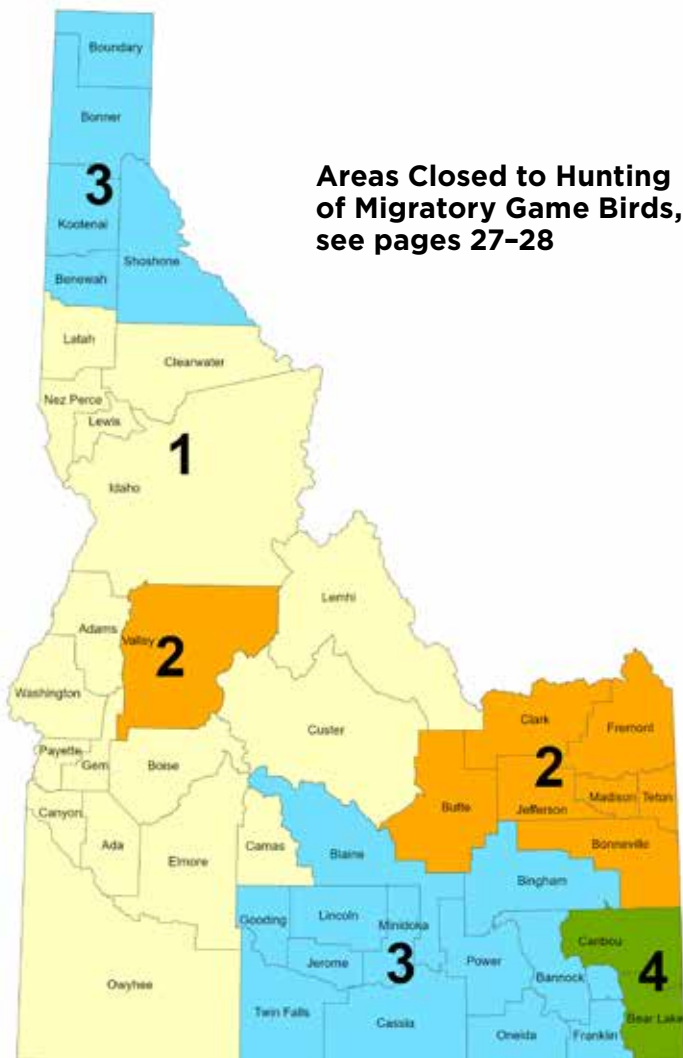 Boundary
Bonner
3
Kootenai
Shoshone
Benewah
Areas Closed to Hunting
of Migratory Game Birds,
see pages 27–28
Latah
Clearwater
Nez Perce
Lewis
1
Idaho
Lemhi
Adams
Valley
2
Washington
Custer
Clark
Fremont
2
Payette
Gem
Boise
Butte
Jefferson
Madison
Teton
Canyon
Ada
Elmore
Camas
Blaine
Bonneville
Bingham
Gooding
Lincoln
Minidoka
Jerome
3
Power
Caribou
4
Bannock
Owyhee
Twin Falls
Cassia
Oneida
Franklin
Bear Lake